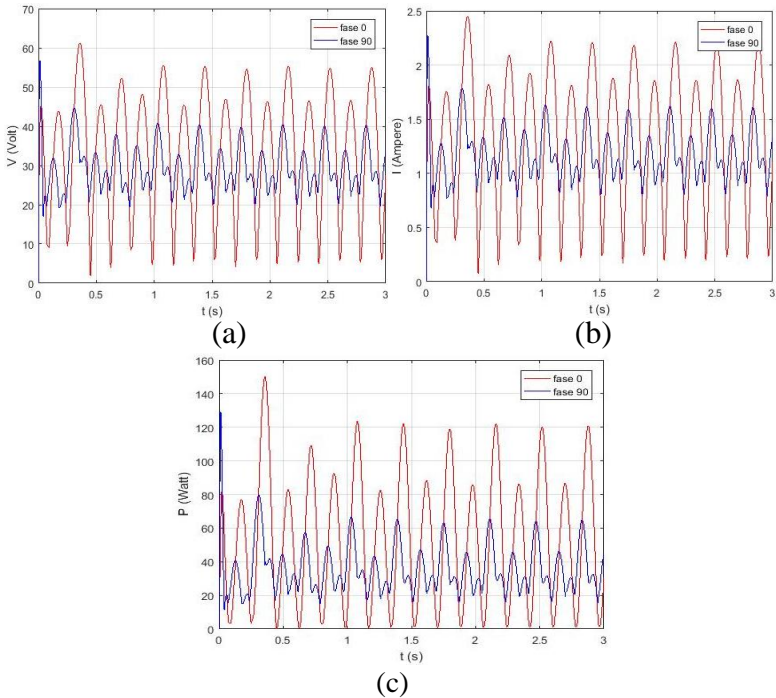 70
60
50
40
30
20
10
0
V (Volt)
0 0.5 1 1.5 2 2.5 3
t (s)
fase 0
fase 90
(a)
2.5
2
1.5
1
0.5
0
I (Ampere)
0 0.5 1 1.5 2 2.5 3
t (s)
fase 0
fase 90
(b)
160
140
120
100
80
60
40
20
0
P (Watt)
0 0.5 1 1.5 2 2.5 3
t (s)
fase 0
fase 90
(c)